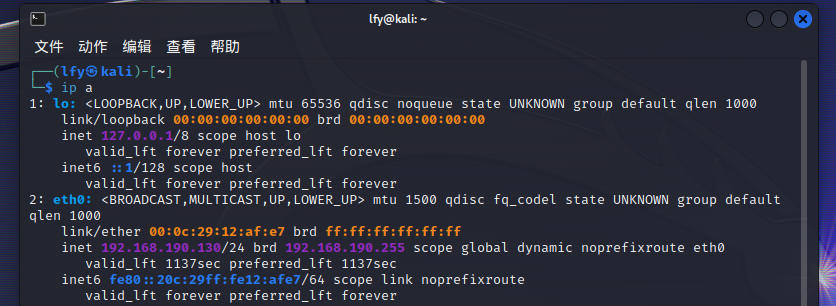 lfy@kali: ~
文件 动作 编辑 查看 帮助
┌──(lfy㉿kali)-[~]
└─$ ip a
1: lo: <LOOPBACK,UP,LOWER_UP> mtu 65536 qdisc noqueue state UNKNOWN group default qlen 1000
link/loopback 00:00:00:00:00:00 brd 00:00:00:00:00:00
inet 127.0.0.1/8 scope host lo
valid_lft forever preferred_lft forever
inet6 ::1/128 scope host
valid_lft forever preferred_lft forever
2: eth0: <BROADCAST,MULTICAST,UP,LOWER_UP> mtu 1500 qdisc fq_codel state UNKNOWN group default
qlen 1000
link/ether 00:0c:29:12:af:e7 brd ff:ff:ff:ff:ff:ff
inet 192.168.190.130/24 brd 192.168.190.255 scope global dynamic noprefixroute eth0
valid_lft 1137sec preferred_lft 1137sec
inet6 fe80::20c:29ff:fe12:afe7/64 scope link noprefixroute
valid_lft forever preferred_lft forever